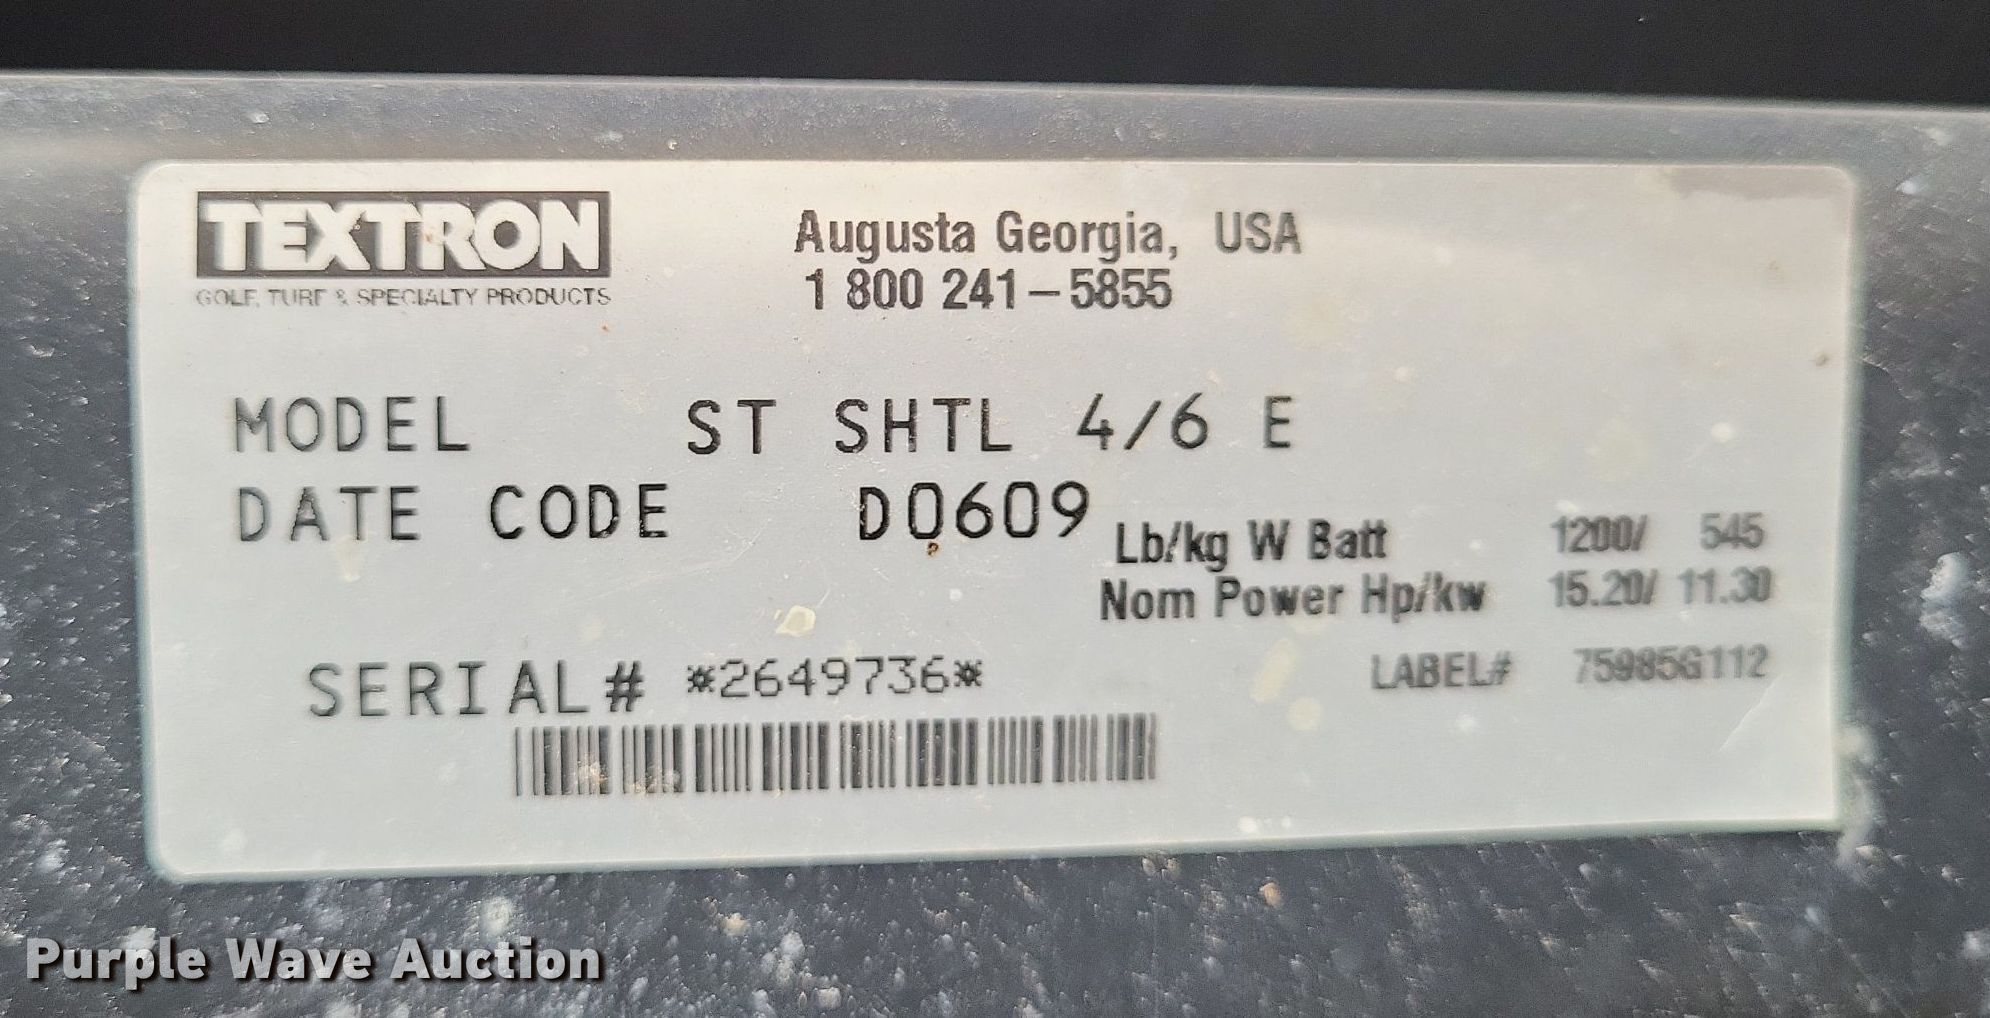 TEXTRON
GOLF, TURF & SPECIALTY PRODUCTS
Augusta Georgia, USA
1 800 241-5855
MODEL ST SHTL 4/6 E
DATE CODE D0609
Lb/kg W Batt 1200/ 545
Nom Power Hp/kw 15.20/ 11.30
SERIAL# *2649736*
LABEL# 75985G112
Purple Wave Auction